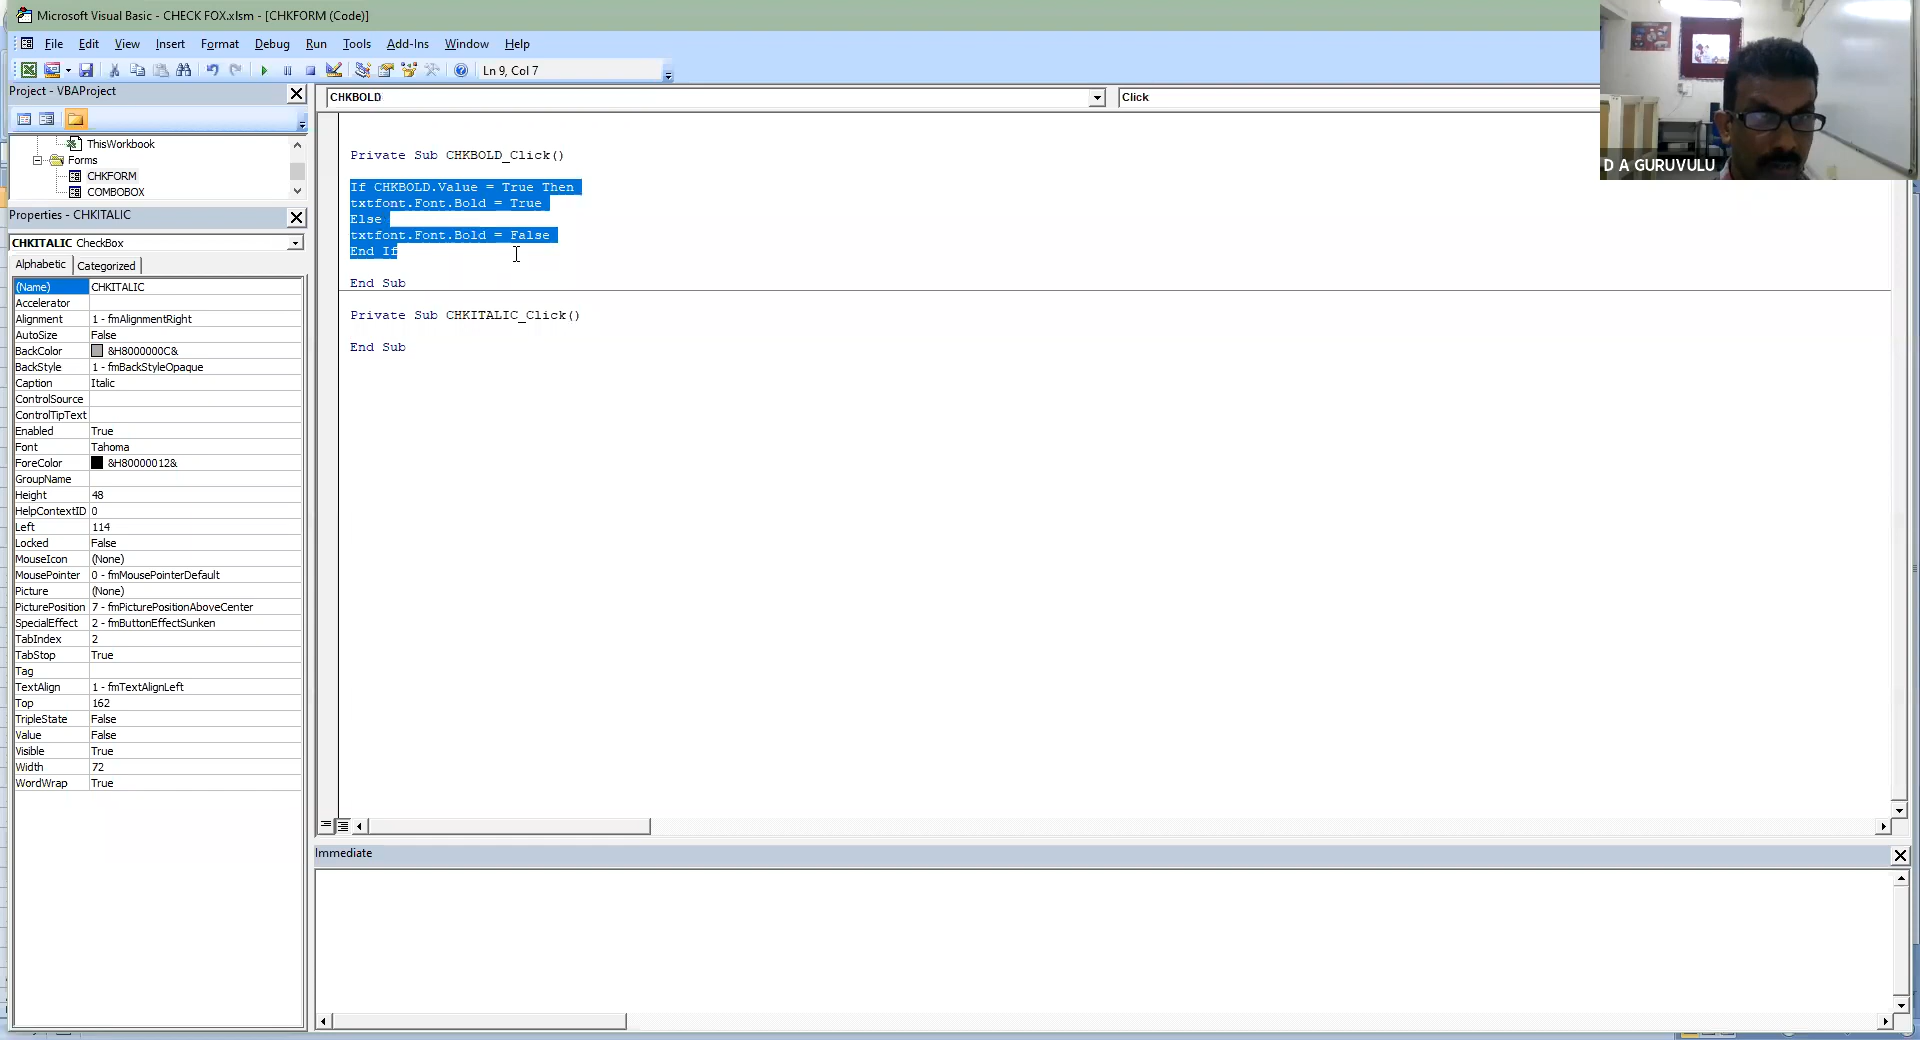 Microsoft Visual Basic - CHECK FOX.xlsm - [CHKFORM (Code)]
File Edit View Insert Format Debug Run Tools Add-Ins Window Help
Ln 9, Col 7
Project - VBAProject
ThisWorkbook
Forms
CHKFORM
COMBOBOX
Properties - CHKITALIC
CHKITALIC CheckBox
Alphabetic Categorized
(Name) CHKITALIC
Accelerator
Alignment 1 - fmAlignmentRight
AutoSize False
BackColor &H8000000C&
BackStyle 1 - fmBackStyleOpaque
Caption Italic
ControlSource
ControlTipText
Enabled True
Font Tahoma
ForeColor &H80000012&
GroupName
Height 48
HelpContextID 0
Left 114
Locked False
MouseIcon (None)
MousePointer 0 - fmMousePointerDefault
Picture (None)
PicturePosition 7 - fmPicturePositionAboveCenter
SpecialEffect 2 - fmButtonEffectSunken
TabIndex 2
TabStop True
Tag
TextAlign 1 - fmTextAlignLeft
Top 162
TripleState False
Value False
Visible True
Width 72
WordWrap True
CHKBOLD Click
Private Sub CHKBOLD_Click()
If CHKBOLD.Value = True Then
txtfont.Font.Bold = True
Else
txtfont.Font.Bold = False
End If
End Sub
Private Sub CHKITALIC_Click()
End Sub
Immediate
D A GURUVULU